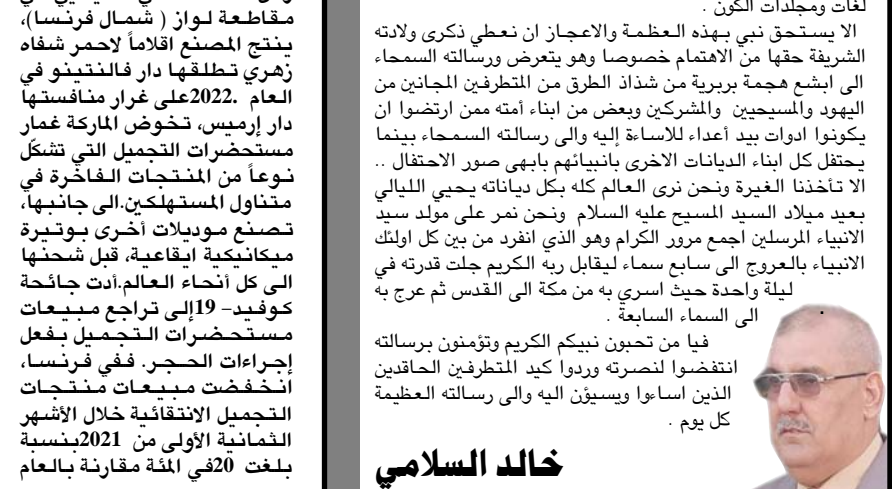 لغات ومجلدات الكون .
الا يستحق نبي بهذه العظمة والاعجاز ان نعطي ذكرى ولادته
الشريفة حقها من الاهتمام خصوصا وهو يتعرض ورسالته السمحاء
الى ابشع هجمة بربرية من شذاذ الطرق من المتطرفين المجانين من
اليهود والمسيحيين والمشركين وبعض من ابناء أمته ممن ارتضوا ان
يكونوا ادوات بيد أعداء للاساءة إليه والى رسالته السمحاء بينما
يحتفل كل ابناء الديانات الاخرى بانبيائهم بابهى صور الاحتفال ..
الا تأخذنا الغيرة ونحن نرى العالم كله بكل دياناته يحيي الليالي
بعيد ميلاد السيد المسيح عليه السلام ونحن نمر على مولد سيد
الانبياء المرسلين اجمع مرور الكرام وهو الذي انفرد من بين كل اولئك
الانبياء بالعروج الى سابع سماء ليقابل ربه الكريم جلت قدرته في
ليلة واحدة حيث اسري به من مكة الى القدس ثم عرج به
الى السماء السابعة .
فيا من تحبون نبيكم الكريم وتؤمنون برسالته
انتفضوا لنصرته وردوا كيد المتطرفين الحاقدين
الذين اساءوا ويسيؤن اليه والى رسالته العظيمة
كل يوم .
خالد السلامي
مقاطعة لواز ( شمال فرنسا)،
ينتج المصنع اقلاماً لاحمر شفاه
زهري تطلقها دار فالنتينو في
العام .2022على غرار منافستها
دار إرميس، تخوض الماركة غمار
مستحضرات التجميل التي تشكّل
نوعاً من المنتجات الفاخرة في
متناول المستهلكين.الى جانبها،
تصنع موديلات أخرى بوتيرة
ميكانيكية ايقاعية، قبل شحنها
الى كل أنحاء العالم.أدت جائحة
كوفيد- 19إلى تراجع مبيعات
مستحضرات التجميل بفعل
إجراءات الحجر. ففي فرنسا،
انخفضت مبيعات منتجات
التجميل الانتقائية خلال الأشهر
الثمانية الأولى من 2021بنسبة
بلغت 20في المئة مقارنة بالعام